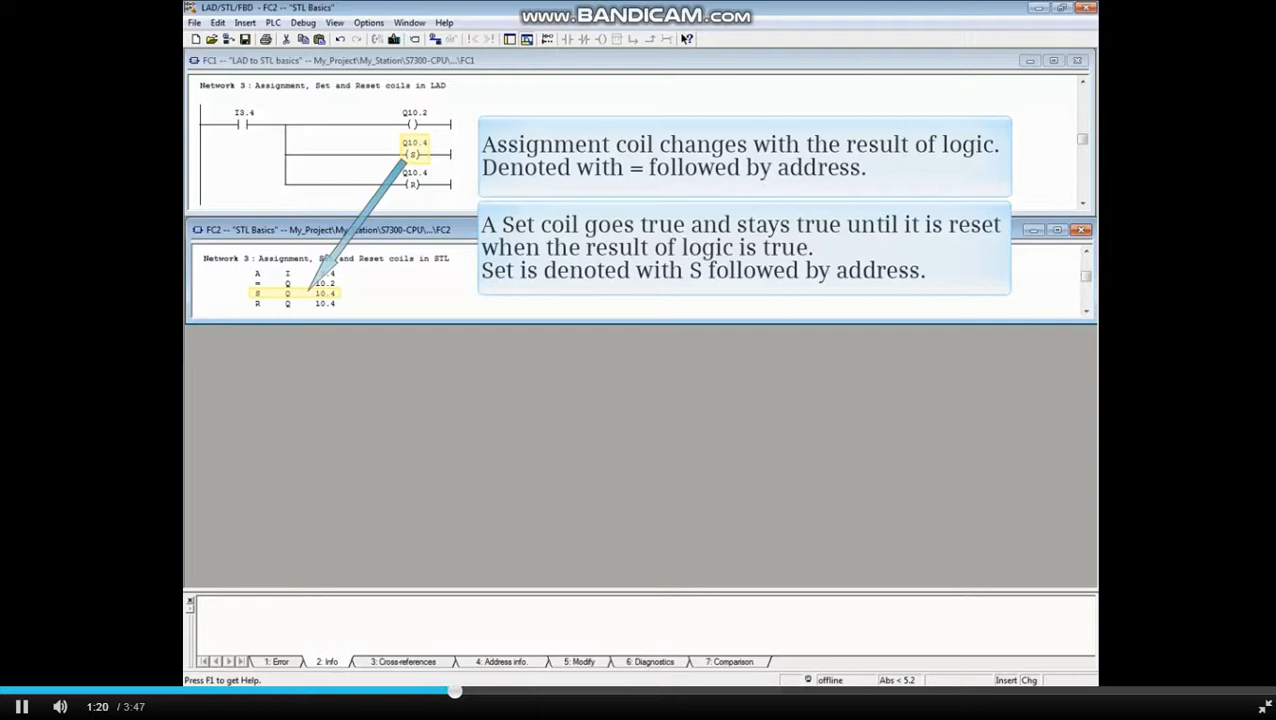 LAD/STL/FBD - FC2 -- "STL Basics"
www.BANDICAM.com
File Edit Insert PLC Debug View Options Window Help
FC1 -- "LAD to STL basics" -- My_Project\My_Station\S7300-CPU\...\FC1
Network 3 : Assignment, Set and Reset coils in LAD
I3.4 Q10.2
Q10.4
(S)
Q10.4
(R)
Assignment coil changes with the result of logic.
Denoted with = followed by address.
A Set coil goes true and stays true until it is reset
when the result of logic is true.
Set is denoted with S followed by address.
FC2 -- "STL Basics" -- My_Project\My_Station\S7300-CPU\...\FC2
Network 3 : Assignment, Set and Reset coils in STL
A I .4
= Q 10.2
S Q 10.4
R Q 10.4
1: Error 2: Info 3: Cross-references 4: Address info. 5: Modify 6: Diagnostics 7: Comparison
Press F1 to get Help. offline Abs < 5.2 Insert Chg
1:20 / 3:47